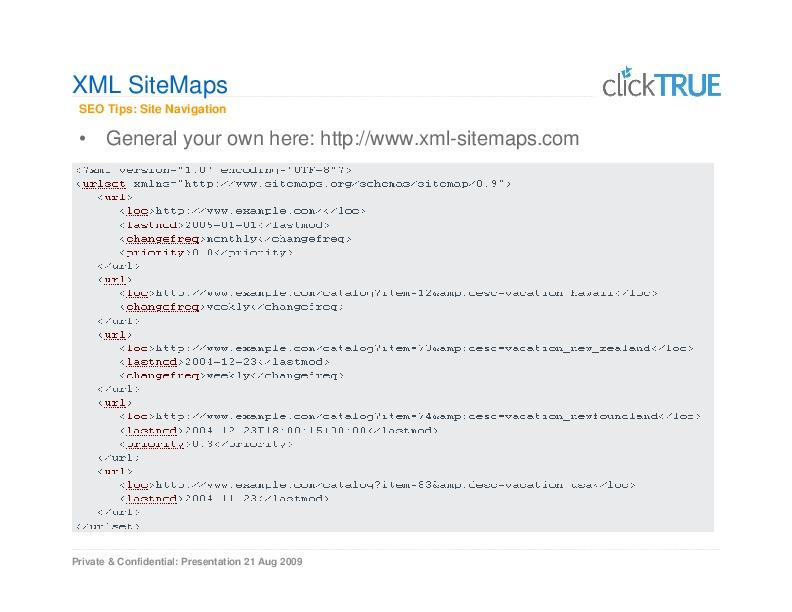 XML SiteMaps
clickTRUE
SEO Tips: Site Navigation
• General your own here: http://www.xml-sitemaps.com
<?xml version="1.0" encoding="UTF-8"?>
<urlset xmlns="http://www.sitemaps.org/schemas/sitemap/0.9">
<url>
<loc>http://www.example.com/</loc>
<lastmod>2005-01-01</lastmod>
<changefreq>monthly</changefreq>
<priority></priority>
</url>
<url>
<loc>http://www.example.com/catalog?item=12&amp;desc=vacation_hawaii</loc>
<changefreq>weekly</changefreq>
</url>
<url>
<loc>http://www.example.com/catalog?item=73&amp;desc=vacation_new_zealand</loc>
<lastmod>2004-12-23</lastmod>
<changefreq>weekly</changefreq>
</url>
<url>
<loc>http://www.example.com/catalog?item=74&amp;desc=vacation_newfoundland</loc>
<lastmod>2004-12-23T18:00:15+00:00</lastmod>
<priority>0.3</priority>
</url>
<url>
<loc>http://www.example.com/catalog?item=83&amp;desc=vacation_usa</loc>
<lastmod>2004-11-23</lastmod>
</url>
</urlset>
Private & Confidential: Presentation 21 Aug 2009